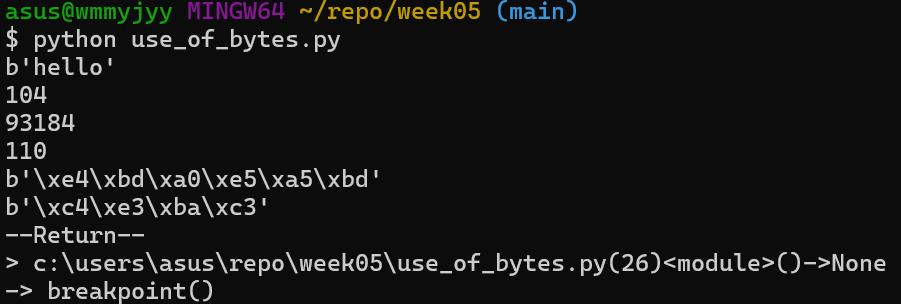 asus@wmmyjyy MINGW64 ~/repo/week05 (main)
$ python use_of_bytes.py
b'hello'
104
93184
110
b'\xe4\xbd\xa0\xe5\xa5\xbd'
b'\xc4\xe3\xba\xc3'
--Return--
> c:\users\asus\repo\week05\use_of_bytes.py(26)<module>()->None
-> breakpoint()